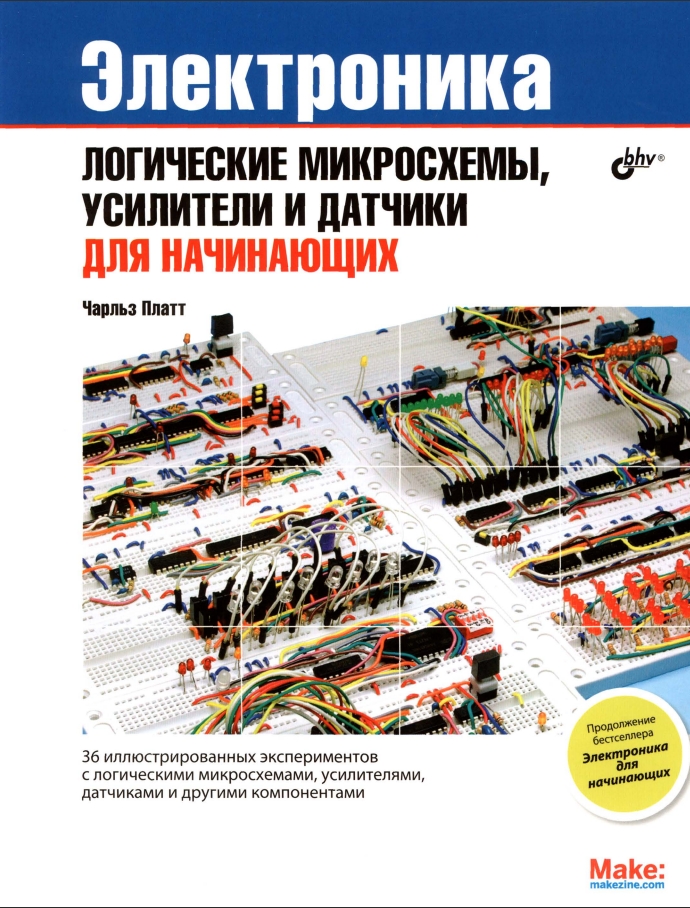 Электроника
ЛОГИЧЕСКИЕ МИКРОСХЕМЫ,
УСИЛИТЕЛИ И ДАТЧИКИ
ДЛЯ НАЧИНАЮЩИХ
bhv®
Чарльз Платт
36 иллюстрированных экспериментов
с логическими микросхемами, усилителями,
датчиками и другими компонентами
Продолжение
бестселлера
Электроника
для
начинающих
Make:
makezine.com